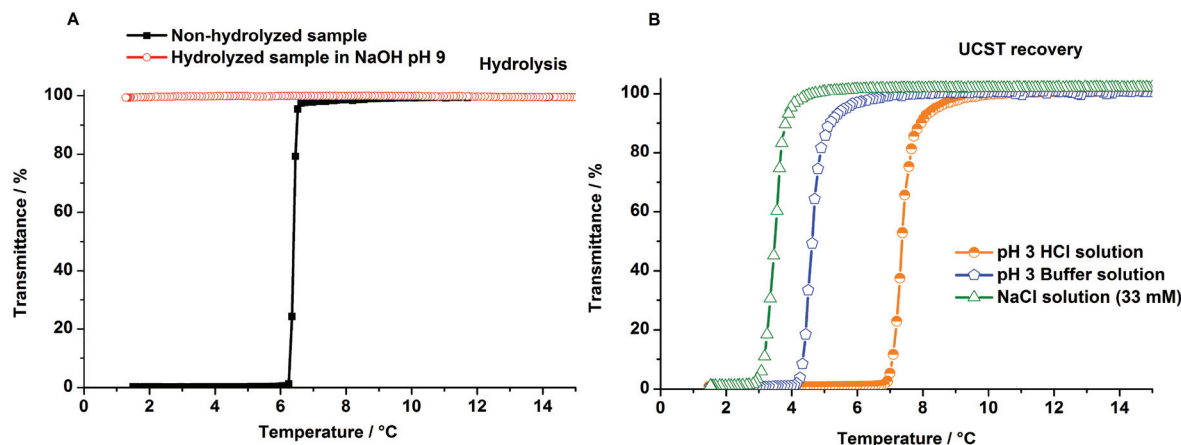 A
Non-hydrolyzed sample
Hydrolyzed sample in NaOH pH 9
Hydrolysis
100
80
60
40
20
0
Transmittance / %
0 2 4 6 8 10 12 14
Temperature / °C
B
UCST recovery
100
80
60
40
20
0
Transmittance / %
pH 3 HCl solution
pH 3 Buffer solution
NaCl solution (33 mM)
0 2 4 6 8 10 12 14
Temperature / °C